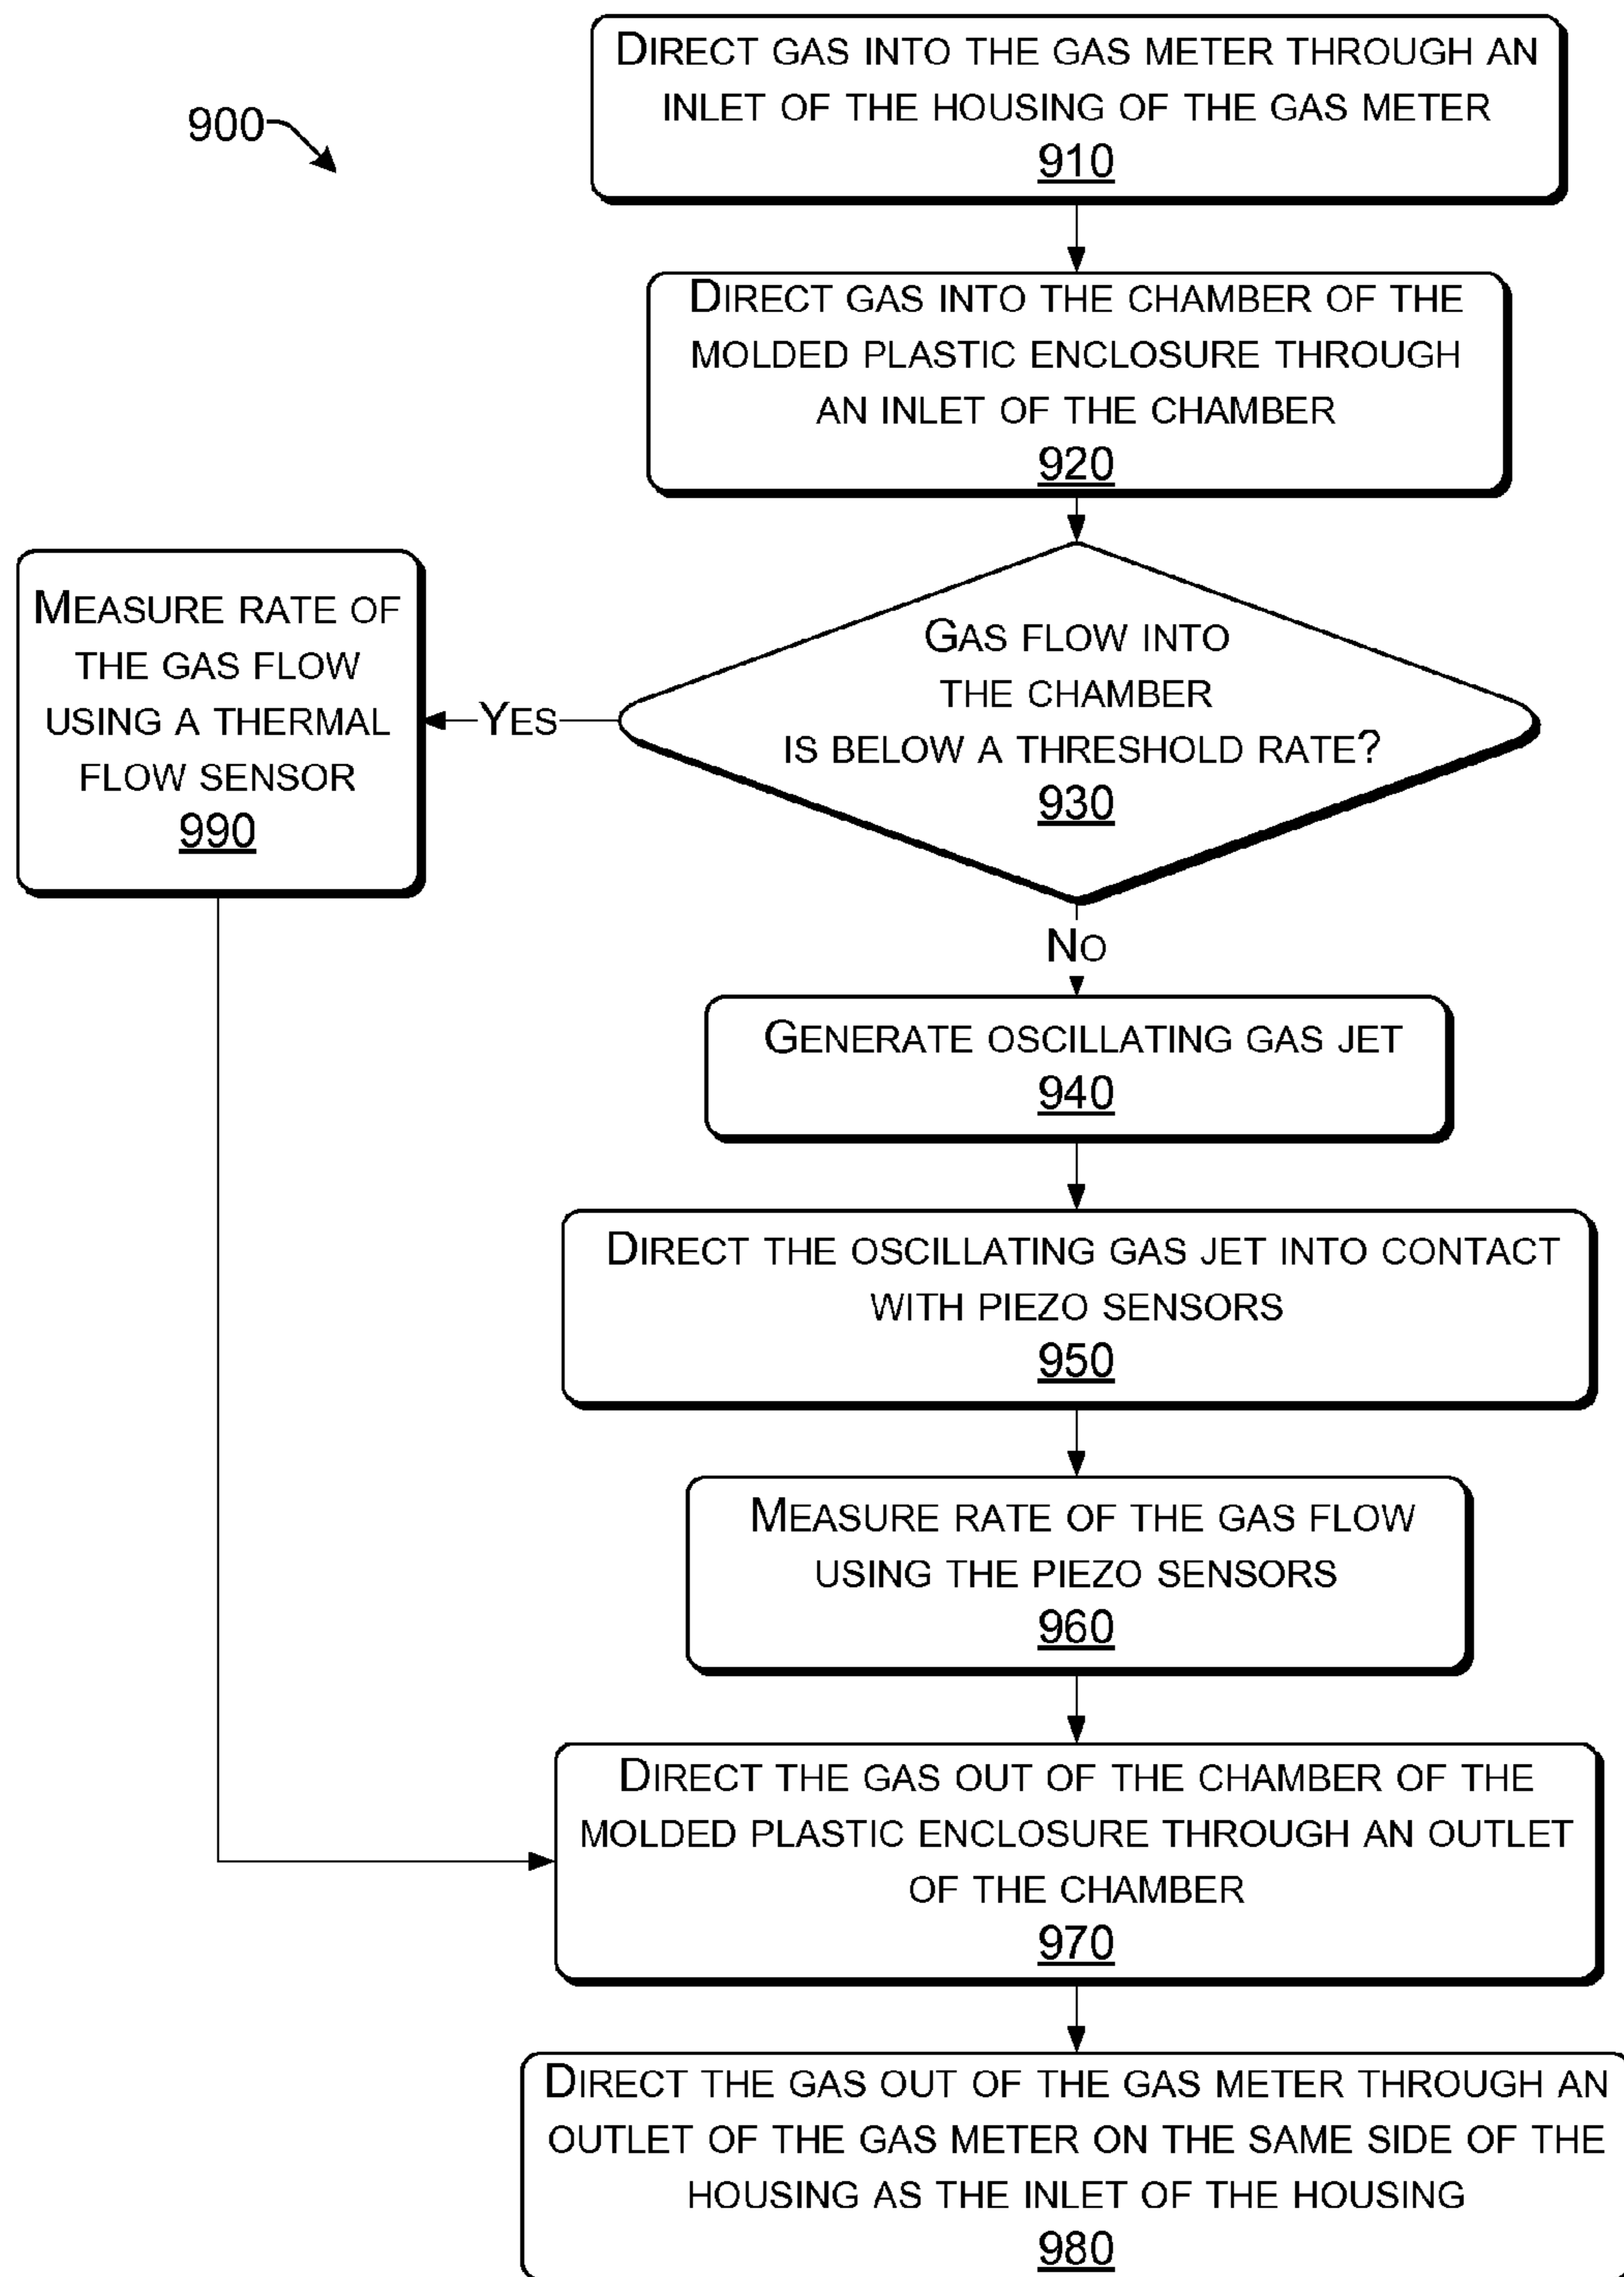 900
DIRECT GAS INTO THE GAS METER THROUGH AN
INLET OF THE HOUSING OF THE GAS METER
910
DIRECT GAS INTO THE CHAMBER OF THE
MOLDED PLASTIC ENCLOSURE THROUGH
AN INLET OF THE CHAMBER
920
GAS FLOW INTO
THE CHAMBER
IS BELOW A THRESHOLD RATE?
930
YES
MEASURE RATE OF
THE GAS FLOW
USING A THERMAL
FLOW SENSOR
990
NO
GENERATE OSCILLATING GAS JET
940
DIRECT THE OSCILLATING GAS JET INTO CONTACT
WITH PIEZO SENSORS
950
MEASURE RATE OF THE GAS FLOW
USING THE PIEZO SENSORS
960
DIRECT THE GAS OUT OF THE CHAMBER OF THE
MOLDED PLASTIC ENCLOSURE THROUGH AN OUTLET
OF THE CHAMBER
970
DIRECT THE GAS OUT OF THE GAS METER THROUGH AN
OUTLET OF THE GAS METER ON THE SAME SIDE OF THE
HOUSING AS THE INLET OF THE HOUSING
980